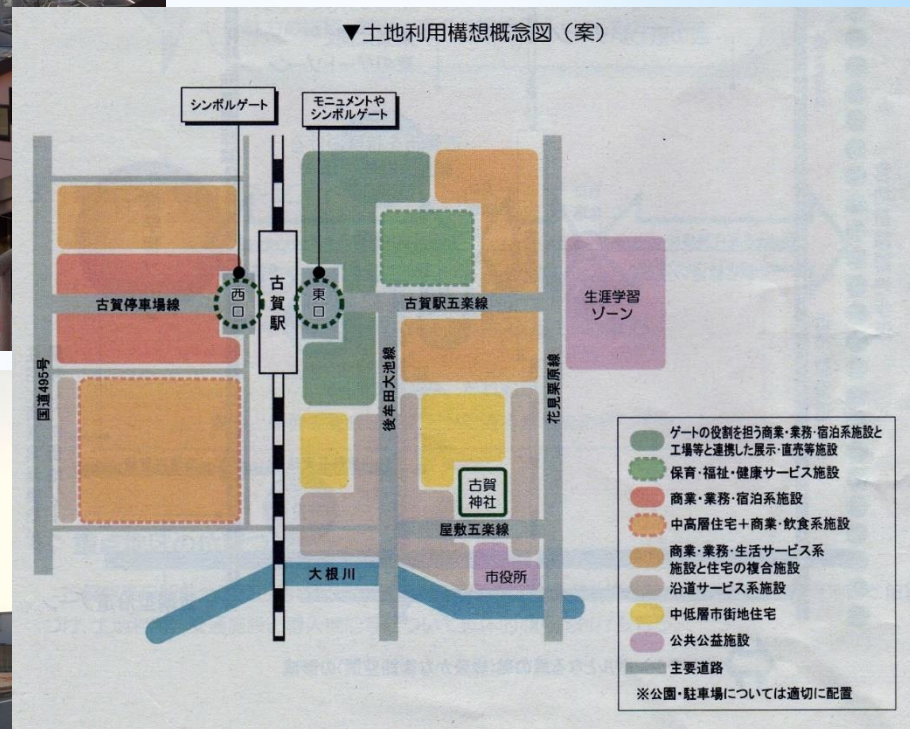 ▼土地利用構想概念図（案）
シンボルゲート
モニュメントや
シンボルゲート
西口
古賀駅
東口
古賀停車場線
古賀駅五楽線
生涯学習
ゾーン
国道495号
後牟田大池線
花見栗原線
古賀
神社
屋敷五楽線
大根川
市役所
ゲートの役割を担う商業・業務・宿泊系施設と
工場等と連携した展示・直売等施設
保育・福祉・健康サービス施設
商業・業務・宿泊系施設
中高層住宅＋商業・飲食系施設
商業・業務・生活サービス系
施設と住宅の複合施設
沿道サービス系施設
中低層市街地住宅
公共公益施設
主要道路
※公園・駐車場については適切に配置